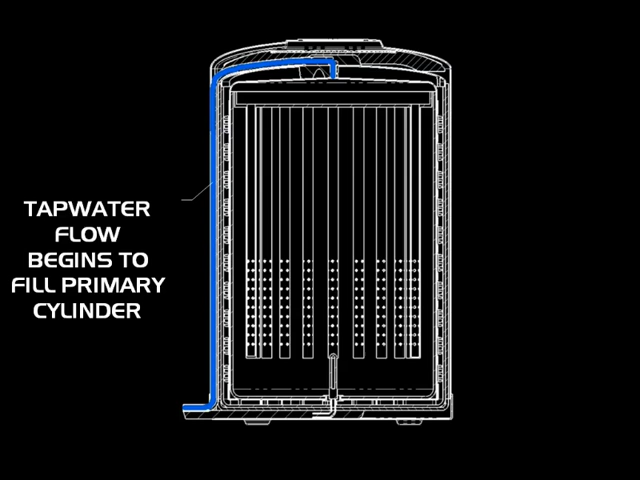 TAPWATER
FLOW
BEGINS TO
FILL PRIMARY
CYLINDER